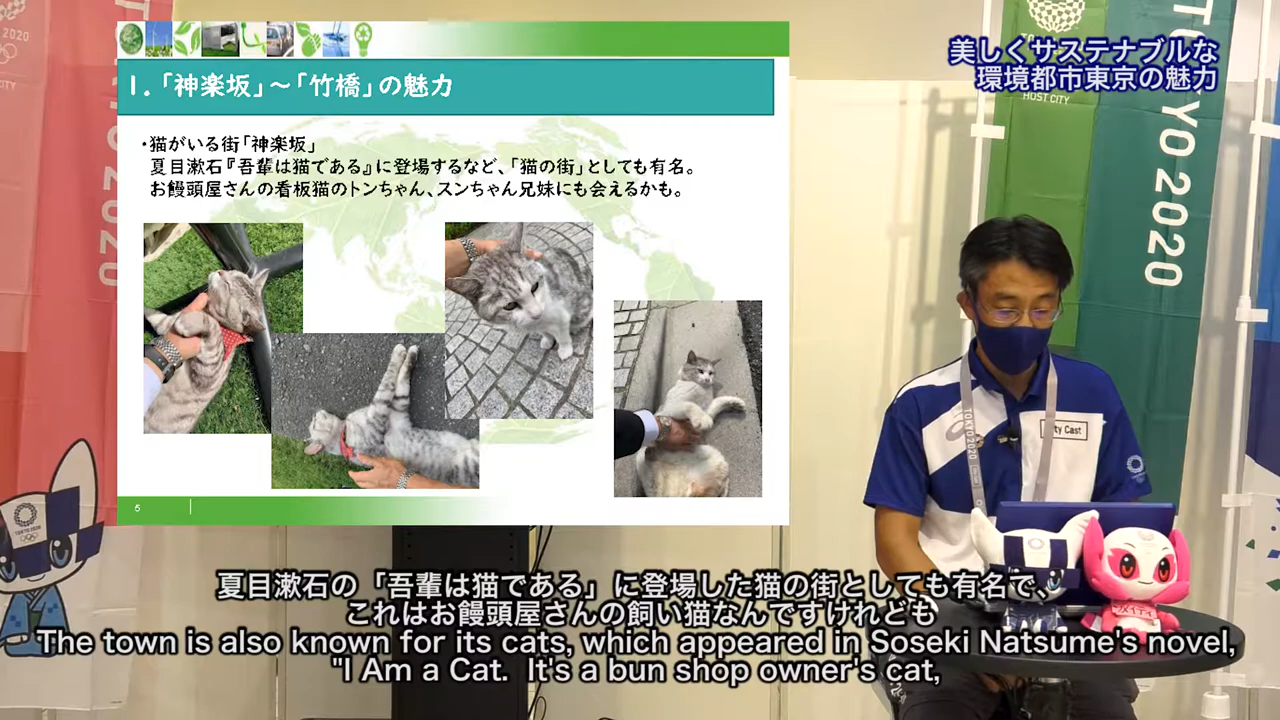 美しくサステナブルな
環境都市東京の魅力
1.「神楽坂」～「竹橋」の魅力
・猫がいる街「神楽坂」
夏目漱石『吾輩は猫である』に登場するなど、「猫の街」としても有名。
お饅頭屋さんの看板猫のトンちゃん、スンちゃん兄妹にも会えるかも。
5
2020
CITY
TOKYO 2020
HOST CITY
TOKYO 2020
ty Cast
TOKYO 2020
夏目漱石の「吾輩は猫である」に登場した猫の街としても有名で、
これはお饅頭屋さんの飼い猫なんですけれども
The town is also known for its cats, which appeared in Soseki Natsume's novel,
"I Am a Cat. It's a bun shop owner's cat,